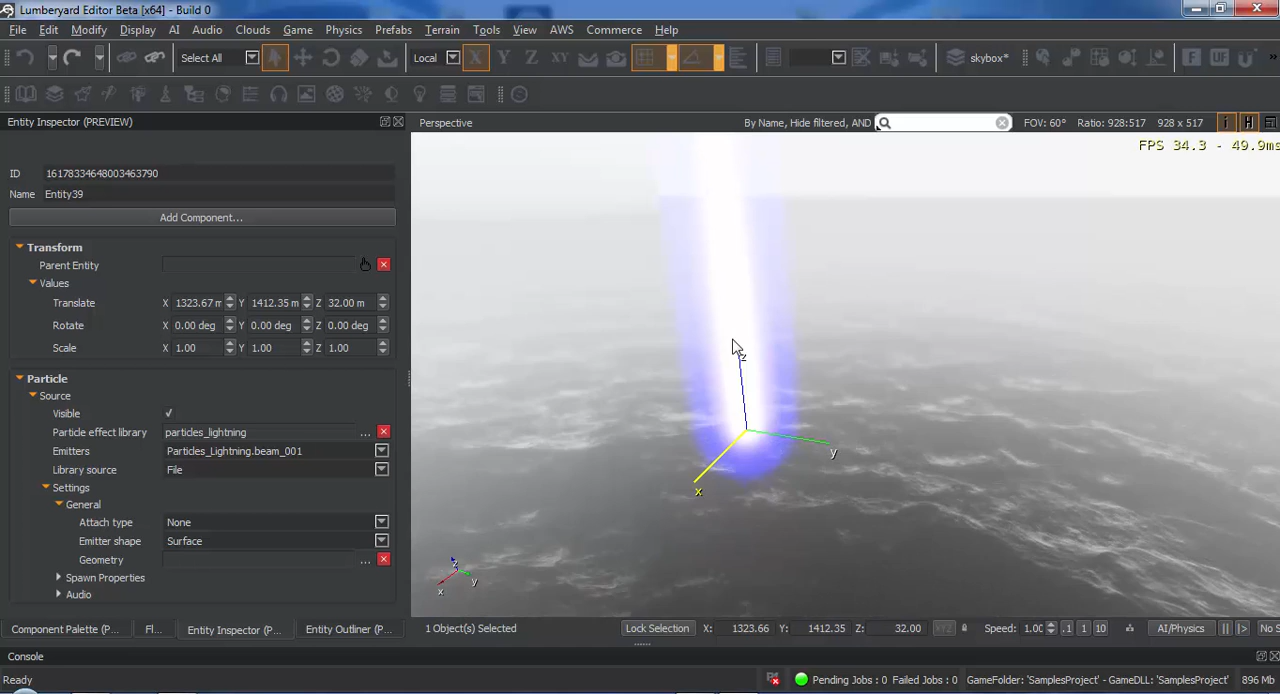 Lumberyard Editor Beta [x64] - Build 0
File Edit Modify Display AI Audio Clouds Game Physics Prefabs Terrain Tools View AWS Commerce Help
Select All Local X Y Z XY skybox* F UF
Entity Inspector (PREVIEW)
Perspective By Name, Hide filtered, AND FOV: 60° Ratio: 928:517 928 x 517 i H
FPS 34.3 - 49.9ms
ID 16178334648003463790
Name Entity39
Add Component...
Transform
Parent Entity
Values
Translate X 1323.67 m Y 1412.35 m Z 32.00 m
Rotate X 0.00 deg Y 0.00 deg Z 0.00 deg
Scale X 1.00 Y 1.00 Z 1.00
Particle
Source
Visible
Particle effect library particles_lightning ...
Emitters Particles_Lightning.beam_001
Library source File
Settings
General
Attach type None
Emitter shape Surface
Geometry ...
Spawn Properties
Audio
z
y
x
z
y
x
Component Palette (P... Fl... Entity Inspector (P... Entity Outliner (P...
1 Object(s) Selected Lock Selection X: 1323.66 Y: 1412.35 Z: 32.00 XYZ Speed: 1.00 .1 1 10 AI/Physics No S
Console
Ready Pending Jobs : 0 Failed Jobs : 0 GameFolder: 'SamplesProject' - GameDLL: 'SamplesProject' 896 Mb